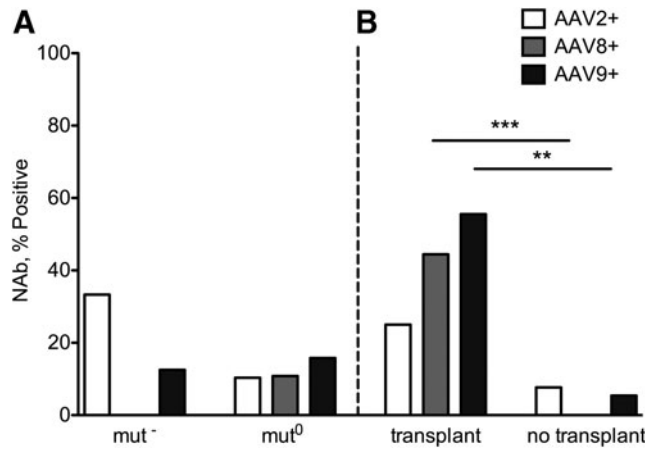 A
B
AAV2+
AAV8+
AAV9+
NAb, % Positive
100
80
60
40
20
0
***
**
mut⁻
mut⁰
transplant
no transplant